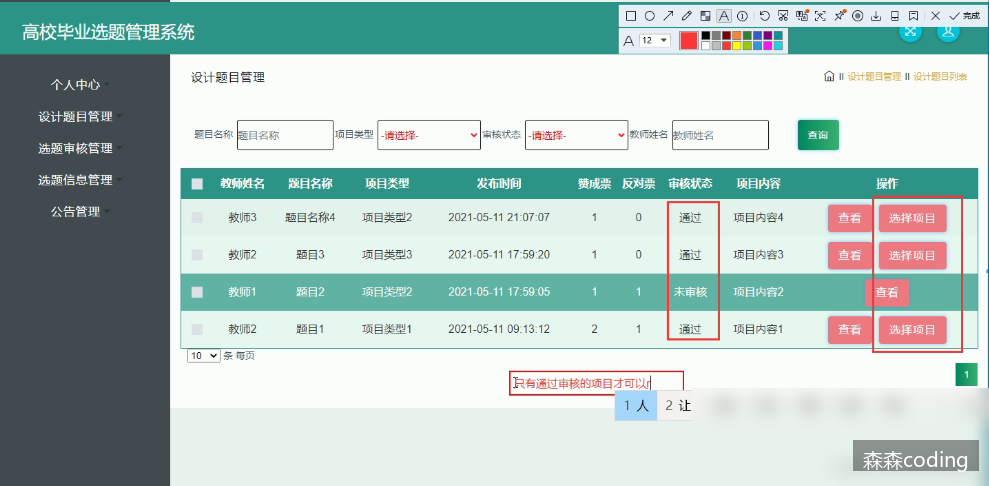 高校毕业选题管理系统
A 12 完成
个人中心
设计题目管理
选题审核管理
选题信息管理
公告管理
设计题目管理
设计题目管理 设计题目列表
题目名称 题目名称 项目类型 -请选择- 审核状态 -请选择- 教师姓名 教师姓名 查询
教师姓名 题目名称 项目类型 发布时间 赞成票 反对票 审核状态 项目内容 操作
教师3 题目名称4 项目类型2 2021-05-11 21:07:07 1 0 通过 项目内容4 查看 选择项目
教师2 题目3 项目类型3 2021-05-11 17:59:20 1 0 通过 项目内容3 查看 选择项目
教师1 题目2 项目类型2 2021-05-11 17:59:05 1 1 未审核 项目内容2 查看
教师2 题目1 项目类型1 2021-05-11 09:13:12 2 1 通过 项目内容1 查看 选择项目
10 条 每页
1
只有通过审核的项目才可以r
1 人 2 让
森森coding